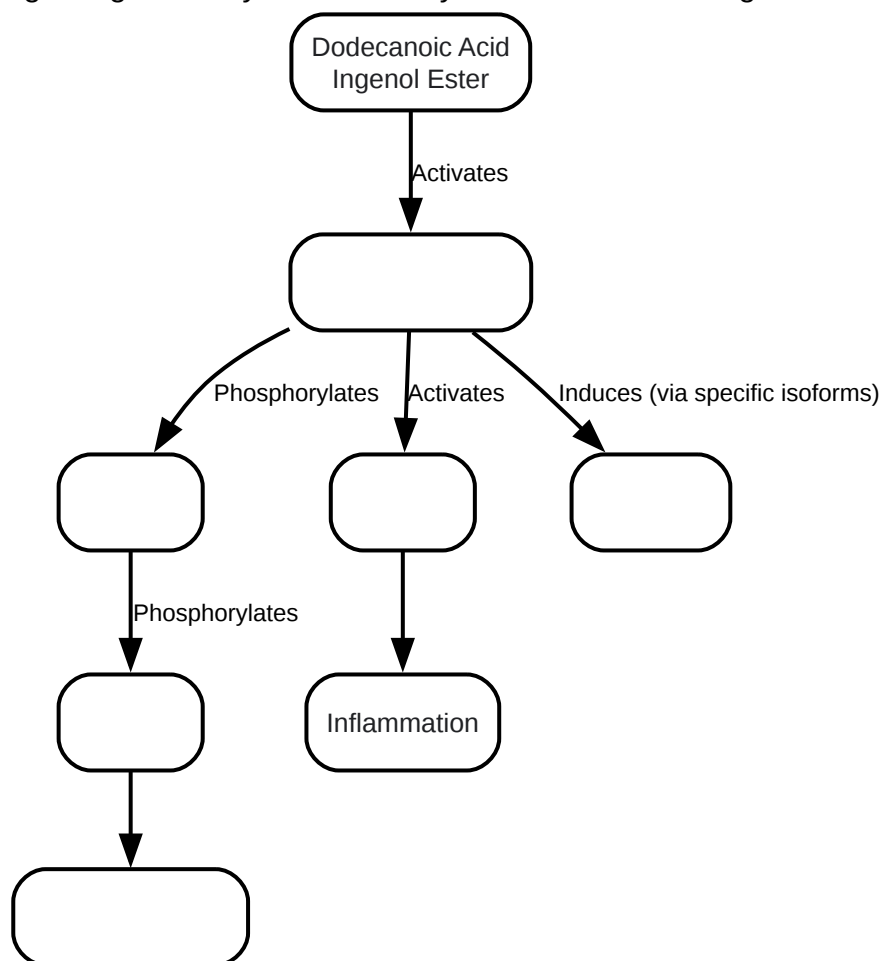 Dodecanoic Acid
Ingenol Ester
Activates
Phosphorylates
Activates
Induces (via specific isoforms)
Phosphorylates
Inflammation